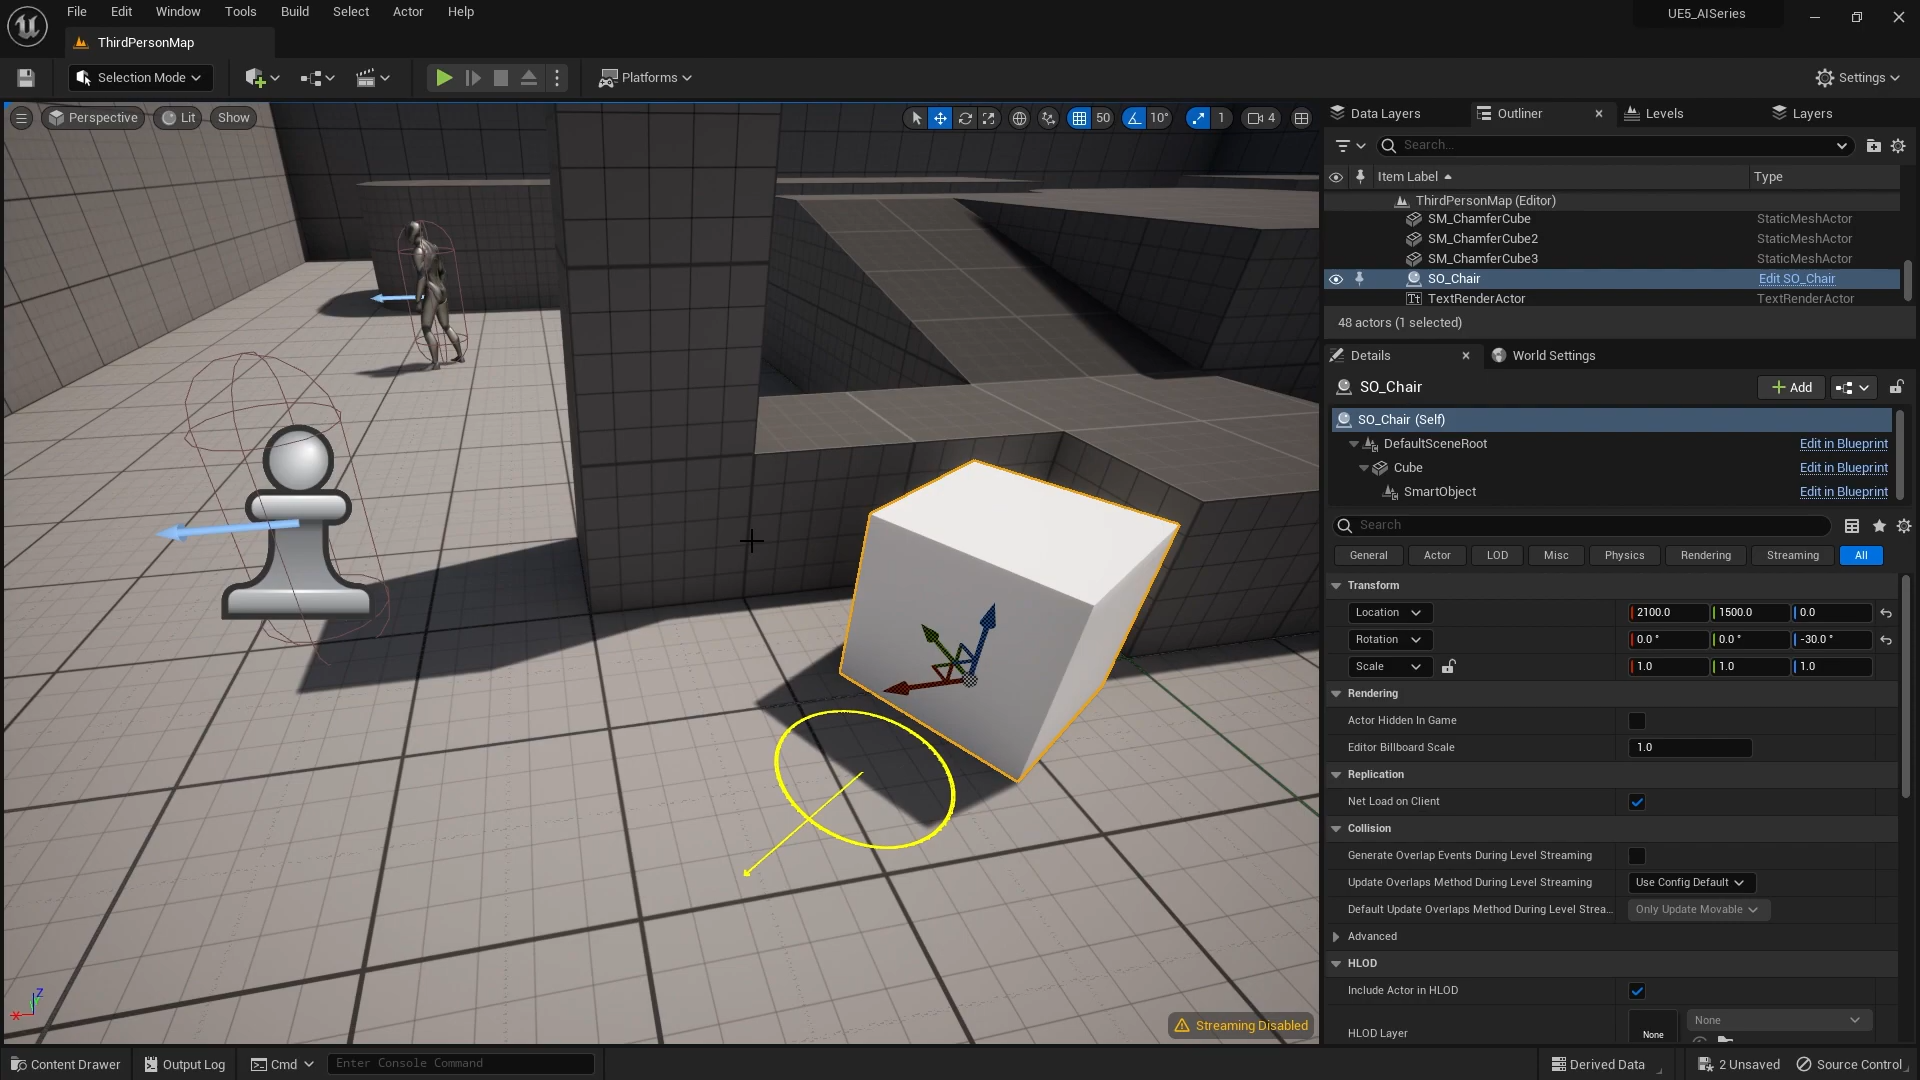 File Edit Window Tools Build Select Actor Help
UE5_AISeries
ThirdPersonMap
Selection Mode
Platforms
Settings
Perspective Lit Show
50 10° 1 4
Data Layers Outliner Levels Layers
Search...
Item Label Type
ThirdPersonMap (Editor)
SM_ChamferCube StaticMeshActor
SM_ChamferCube2 StaticMeshActor
SM_ChamferCube3 StaticMeshActor
SO_Chair Edit SO_Chair
TextRenderActor TextRenderActor
48 actors (1 selected)
Details World Settings
SO_Chair Add
SO_Chair (Self)
DefaultSceneRoot Edit in Blueprint
Cube Edit in Blueprint
SmartObject Edit in Blueprint
Search
General Actor LOD Misc Physics Rendering Streaming All
Transform
Location 2100.0 1500.0 0.0
Rotation 0.0 ° 0.0 ° -30.0 °
Scale 1.0 1.0 1.0
Rendering
Actor Hidden In Game
Editor Billboard Scale 1.0
Replication
Net Load on Client
Collision
Generate Overlap Events During Level Streaming
Update Overlaps Method During Level Streaming Use Config Default
Default Update Overlaps Method During Level Strea... Only Update Movable
Advanced
HLOD
Include Actor in HLOD
HLOD Layer None None
Z
X
Streaming Disabled
Content Drawer Output Log Cmd Enter Console Command
Derived Data 2 Unsaved Source Control